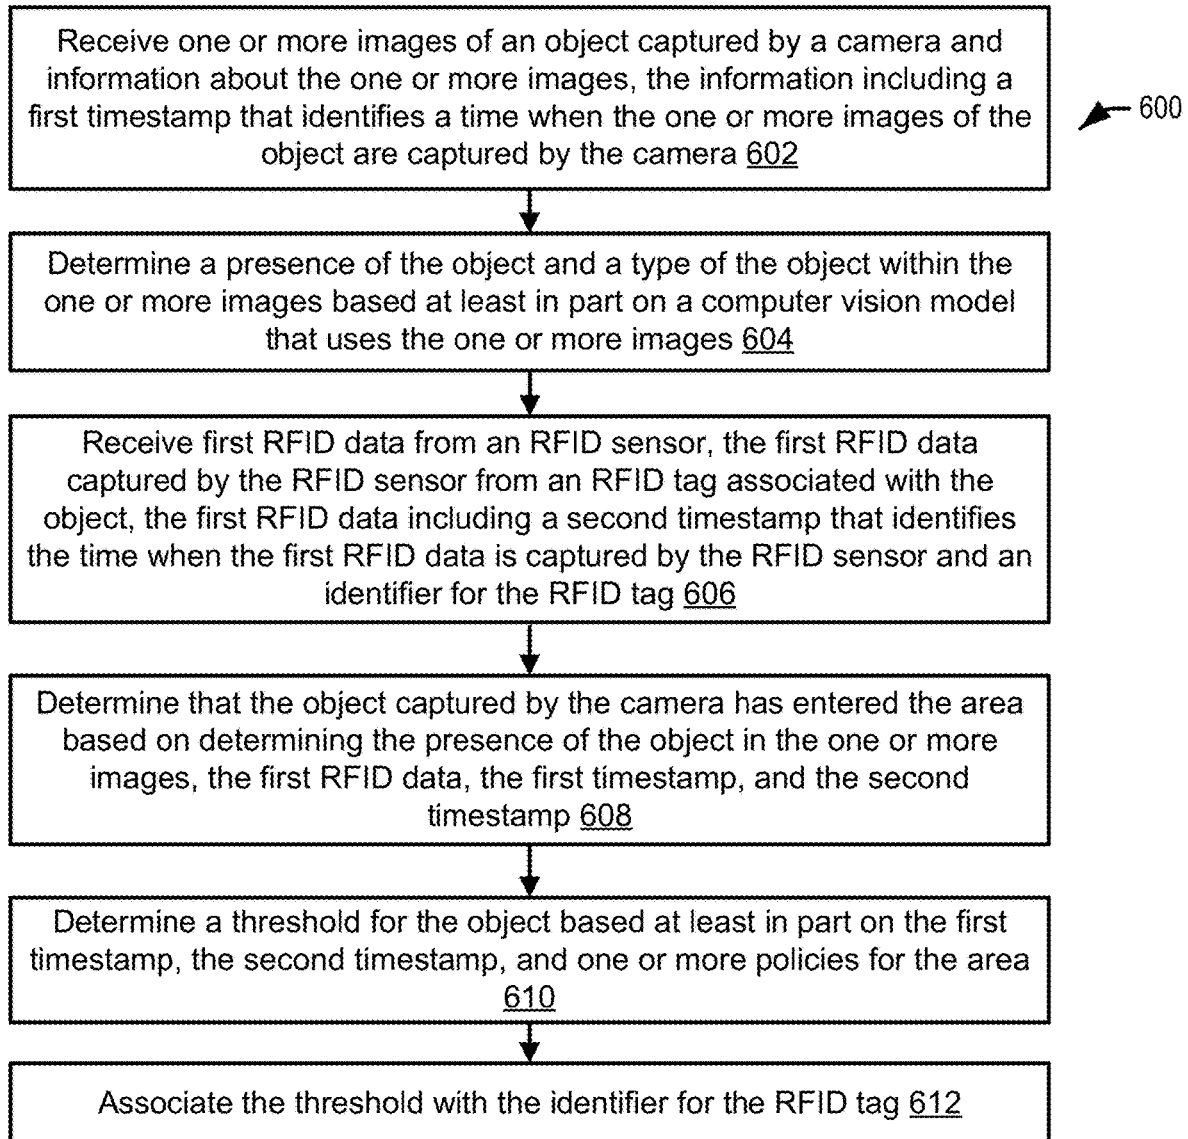 Receive one or more images of an object captured by a camera and
information about the one or more images, the information including a
first timestamp that identifies a time when the one or more images of the
object are captured by the camera 602
600
Determine a presence of the object and a type of the object within the
one or more images based at least in part on a computer vision model
that uses the one or more images 604
Receive first RFID data from an RFID sensor, the first RFID data
captured by the RFID sensor from an RFID tag associated with the
object, the first RFID data including a second timestamp that identifies
the time when the first RFID data is captured by the RFID sensor and an
identifier for the RFID tag 606
Determine that the object captured by the camera has entered the area
based on determining the presence of the object in the one or more
images, the first RFID data, the first timestamp, and the second
timestamp 608
Determine a threshold for the object based at least in part on the first
timestamp, the second timestamp, and one or more policies for the area
610
Associate the threshold with the identifier for the RFID tag 612